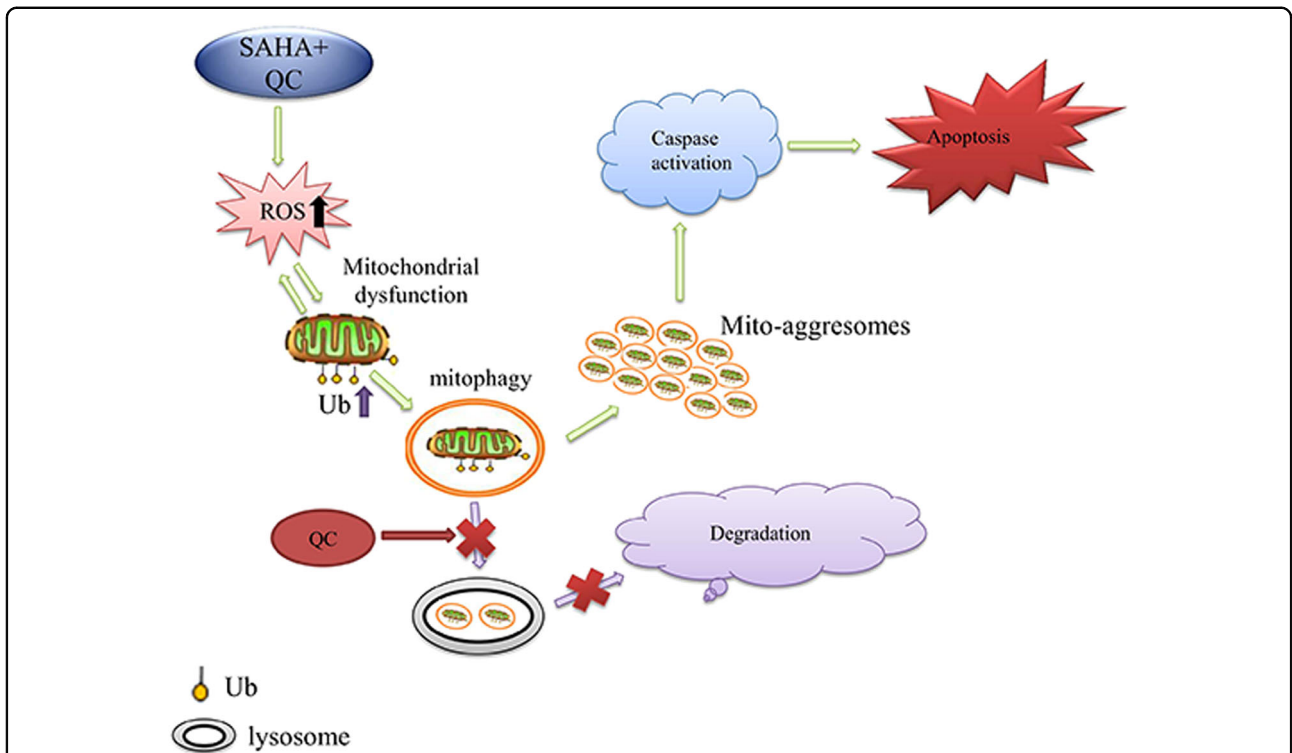 SAHA+
QC
ROS
Mitochondrial
dysfunction
Ub
mitophagy
Caspase
activation
Apoptosis
Mito-aggresomes
QC
Degradation
Ub
lysosome